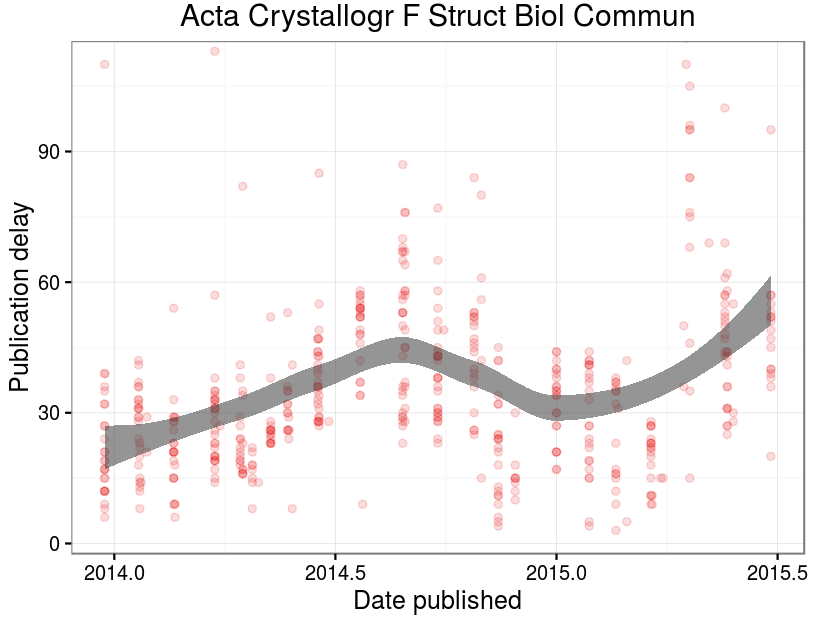 Acta Crystallogr F Struct Biol Commun
Publication delay
90
60
30
0
2014.0 2014.5 2015.0 2015.5
Date published